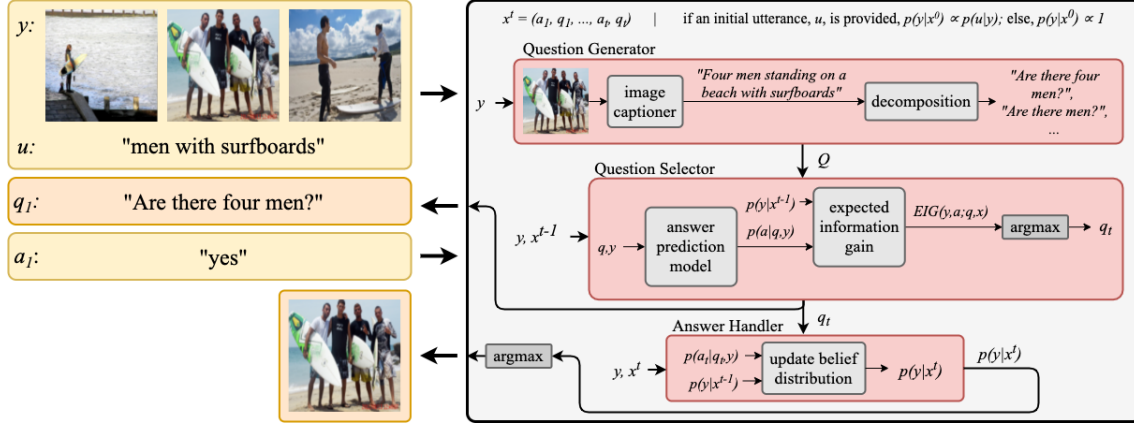 y:
u: "men with surfboards"
q1: "Are there four men?"
a1: "yes"
x^t = (a1, q1, ..., at, qt) | if an initial utterance, u, is provided, p(y|x^0) ∝ p(u|y); else, p(y|x^0) ∝ 1
Question Generator
y
image
captioner
"Four men standing on a
beach with surfboards"
decomposition
"Are there four
men?",
"Are there men?",
...
Q
Question Selector
y, x^t-1
q,y
answer
prediction
model
p(y|x^t-1)
p(a|q,y)
expected
information
gain
EIG(y,a;q,x)
argmax
qt
qt
Answer Handler
y, x^t
p(at|qt,y)
p(y|x^t-1)
update belief
distribution
p(y|x^t)
p(y|x^t)
argmax